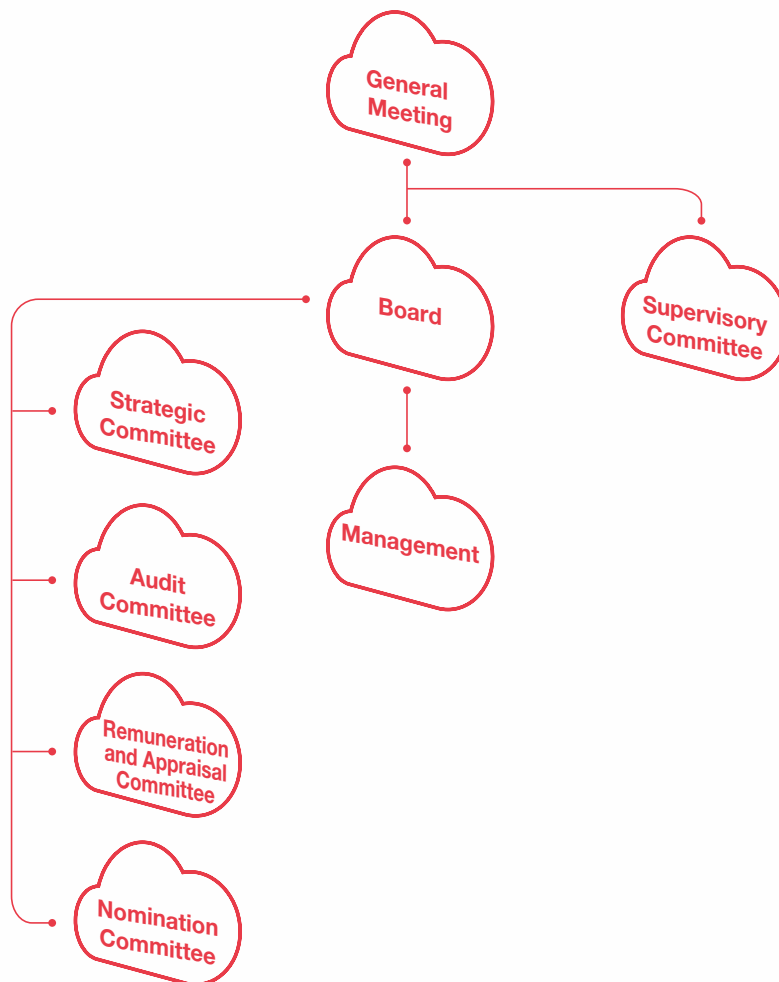 General
Meeting
Board
Supervisory
Committee
Strategic
Committee
Management
Audit
Committee
Remuneration
and Appraisal
Committee
Nomination
Committee